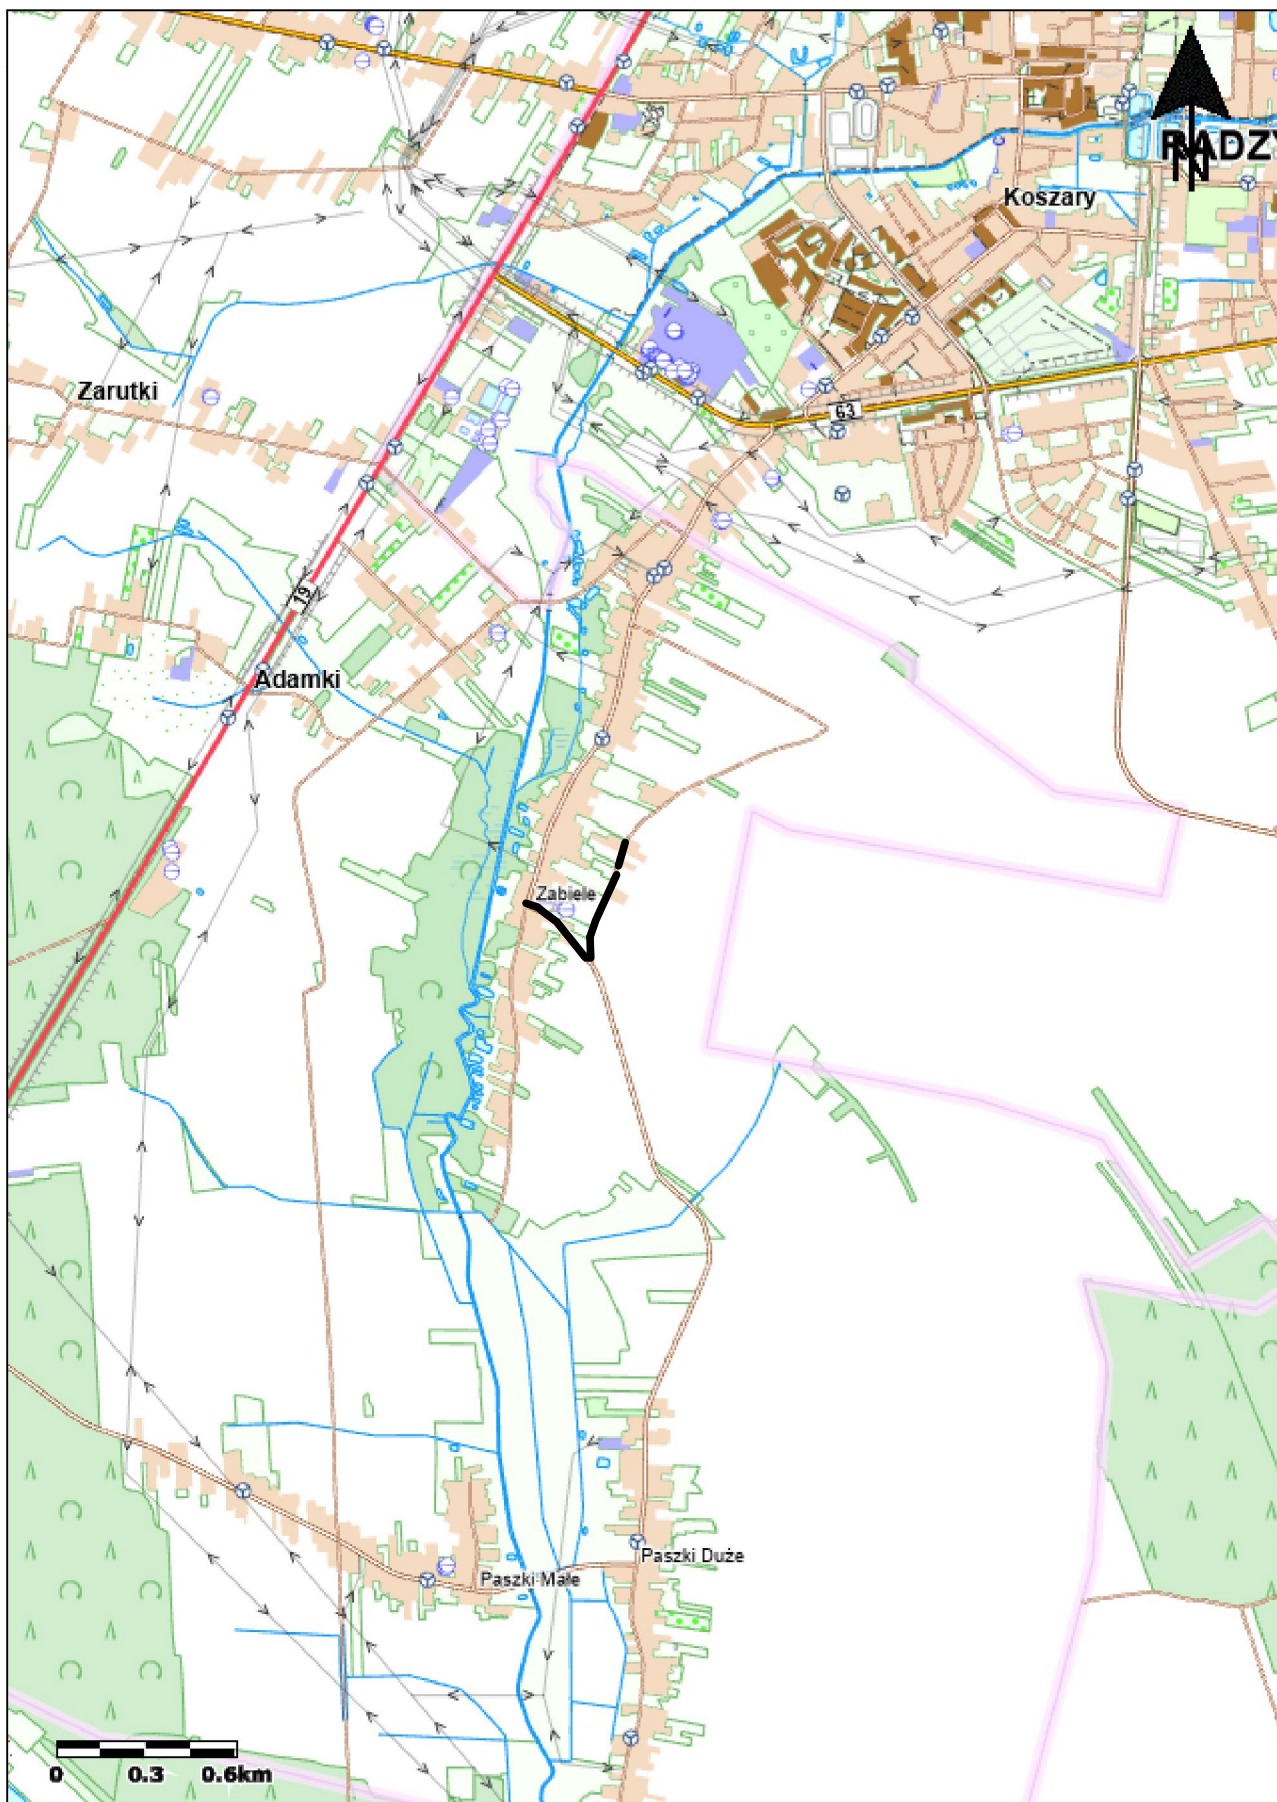 RADZY
N
Koszary
Zarutki
63
19
Adamki
Zabiele
Paszki Duże
Paszki Małe
0 0.3 0.6km